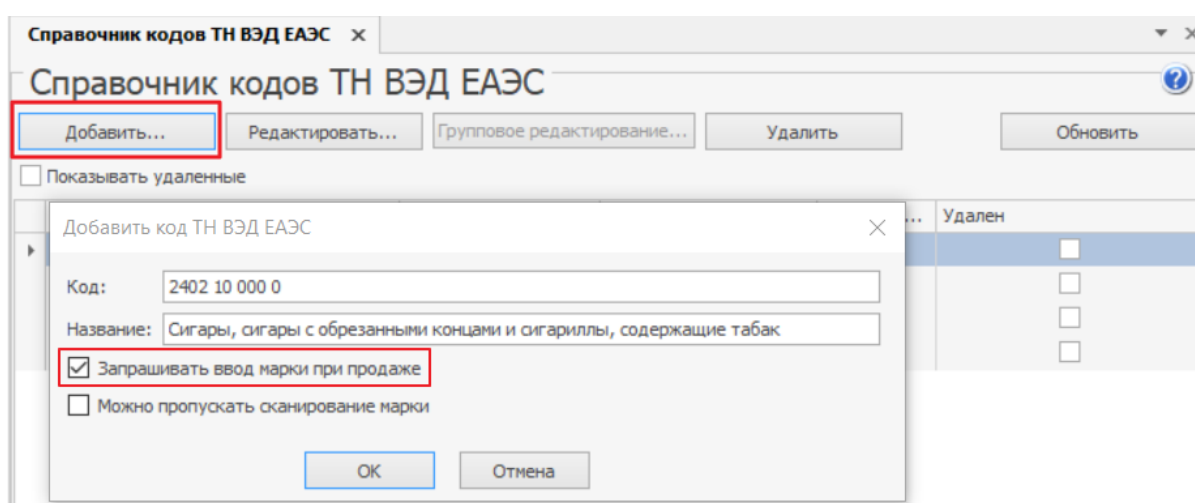 Справочник кодов ТН ВЭД ЕАЭС
Справочник кодов ТН ВЭД ЕАЭС
Добавить... Редактировать... Групповое редактирование... Удалить Обновить
Показывать удаленные
... Удален
Добавить код ТН ВЭД ЕАЭС
Код: 2402 10 000 0
Название: Сигары, сигары с обрезанными концами и сигариллы, содержащие табак
Запрашивать ввод марки при продаже
Можно пропускать сканирование марки
ОК Отмена